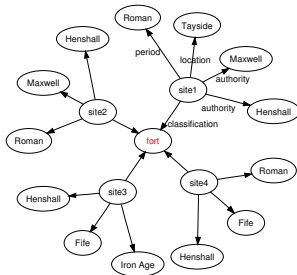 Roman
Tayside
Henshall
period
location
Maxwell
Maxwell
site1
authority
site2
authority
Henshall
classification
Roman
fort
Roman
site3
site4
Henshall
Fife
Fife
Iron Age
Henshall